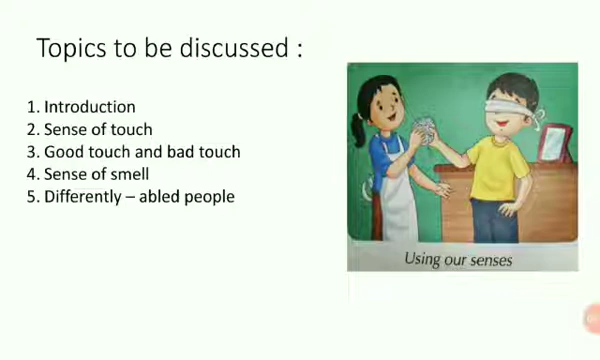 Topics to be discussed :
1. Introduction
2. Sense of touch
3. Good touch and bad touch
4. Sense of smell
5. Differently – abled people
Using our senses